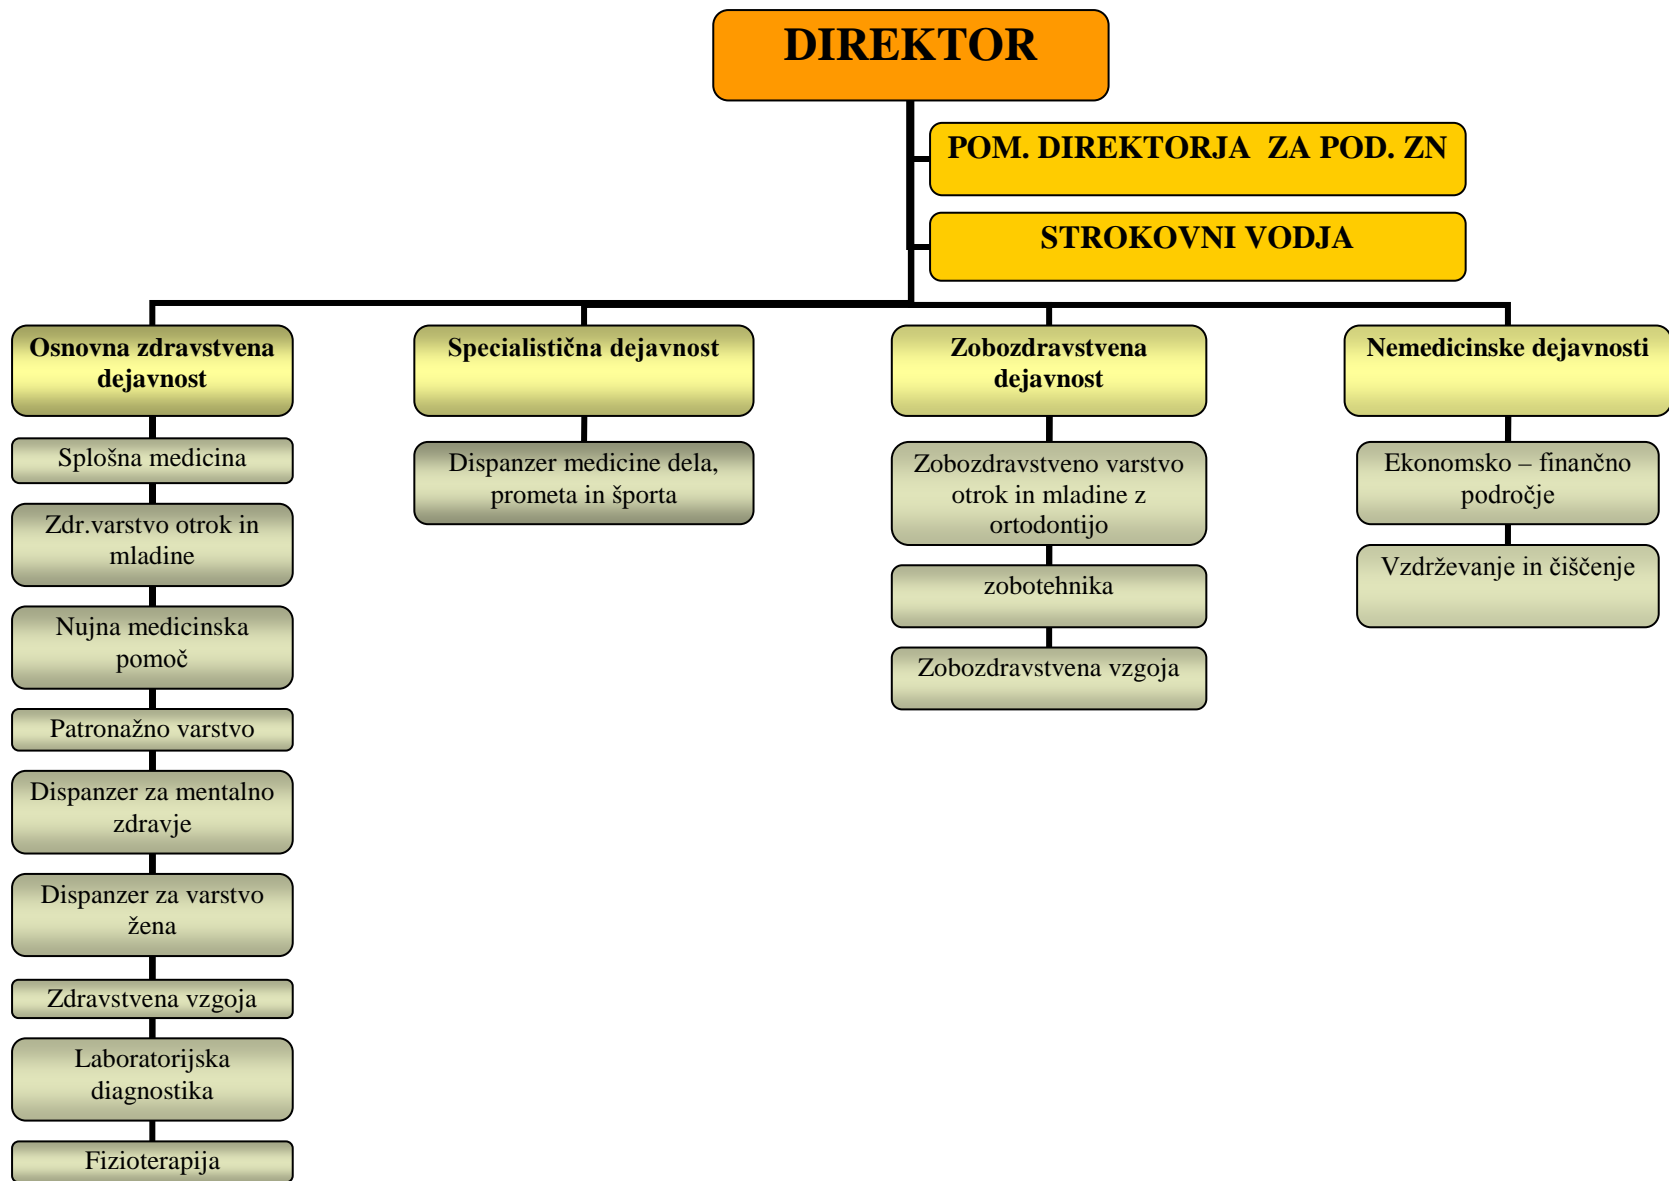 DIREKTOR
POM. DIREKTORJA ZA POD. ZN
STROKOVNI VODJA
Osnovna zdravstvena
dejavnost
Splošna medicina
Zdr.varstvo otrok in
mladine
Nujna medicinska
pomoč
Patronažno varstvo
Dispanzer za mentalno
zdravje
Dispanzer za varstvo
žena
Zdravstvena vzgoja
Laboratorijska
diagnostika
Fizioterapija
Specialistična dejavnost
Dispanzer medicine dela,
prometa in športa
Zobozdravstvena
dejavnost
Zobozdravstveno varstvo
otrok in mladine z
ortodontijo
zobotehnika
Zobozdravstvena vzgoja
Nemedicinske dejavnosti
Ekonomsko – finančno
področje
Vzdrževanje in čiščenje